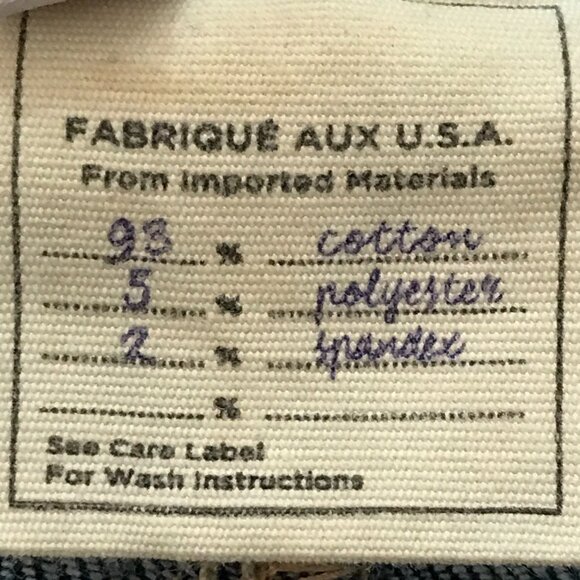 FABRIQUÉ AUX U.S.A.
From Imported Materials
93 % cotton
5 % polyester
2 % spandex
%
See Care Label
For Wash Instructions